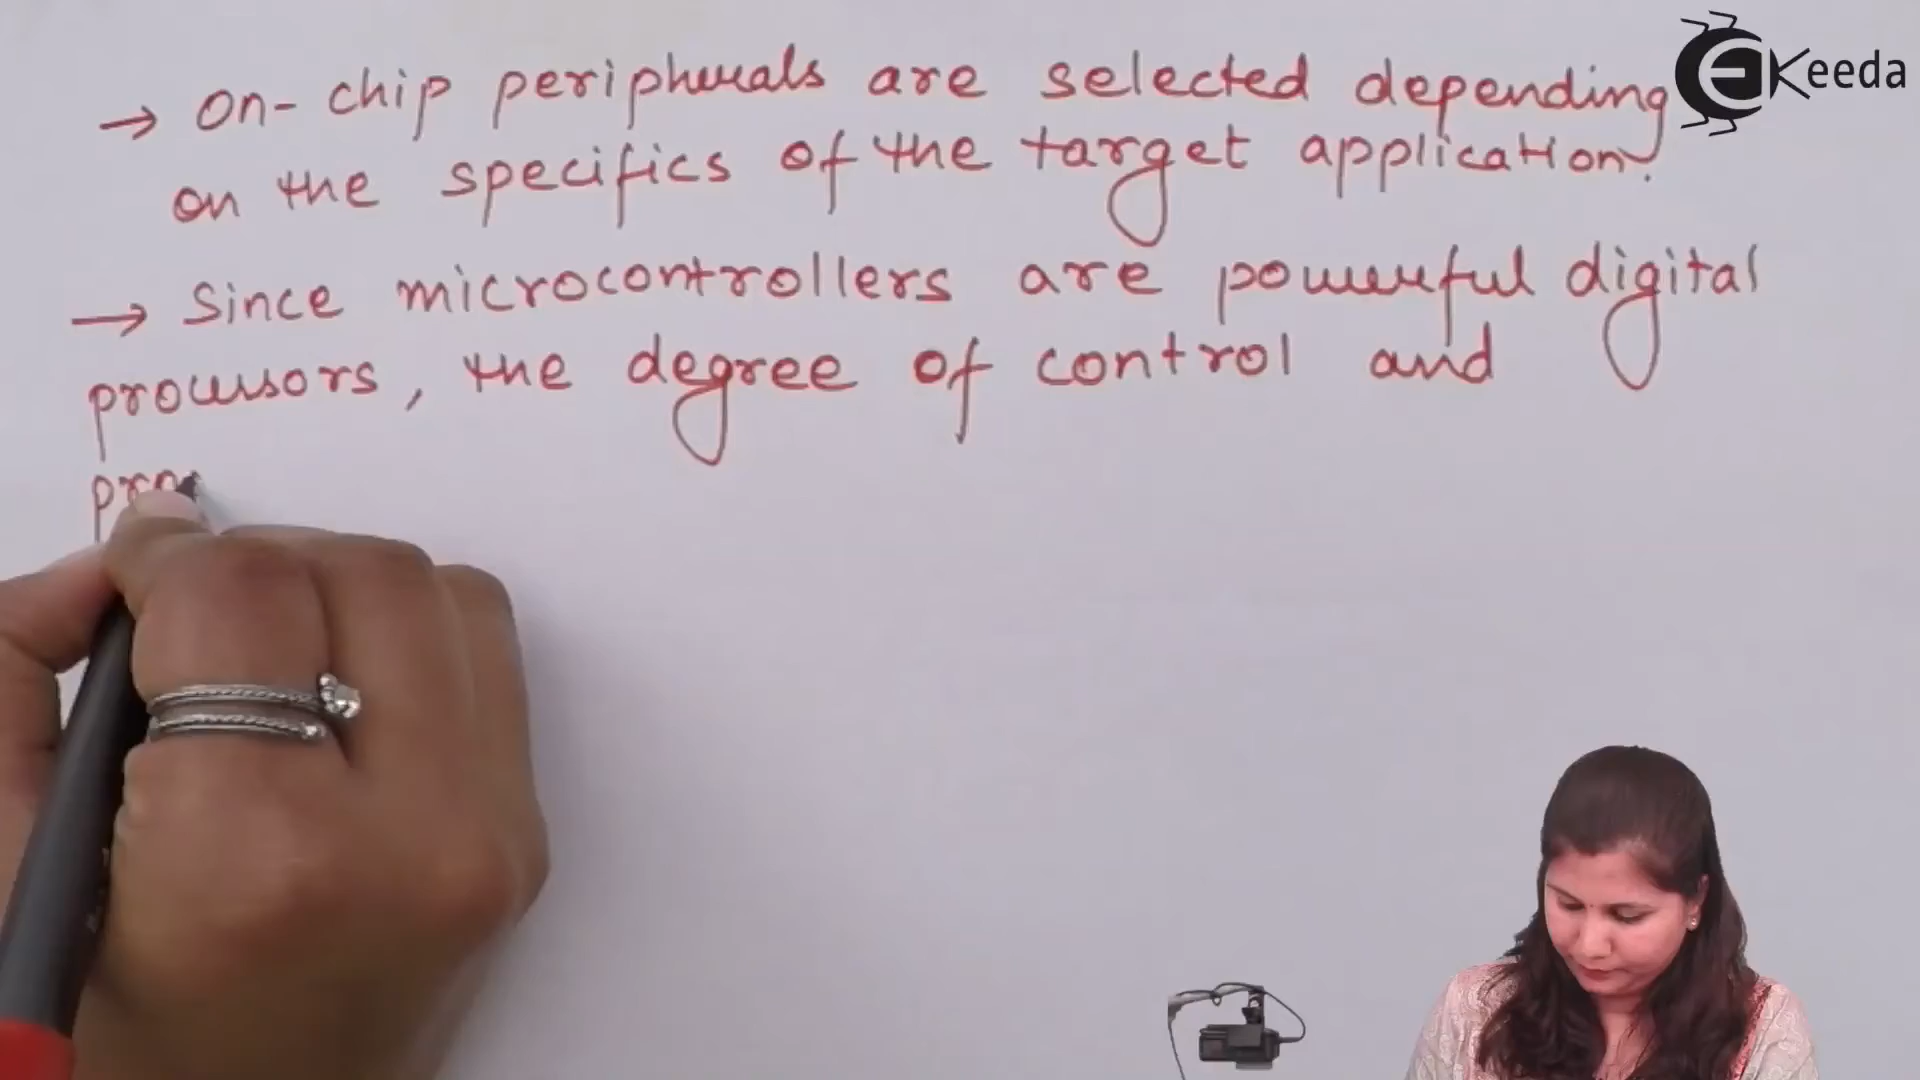 → On-chip peripherals are selected depending
on the specifics of the target application.
→ Since microcontrollers are powerful digital
processors, the degree of control and
EKeeda